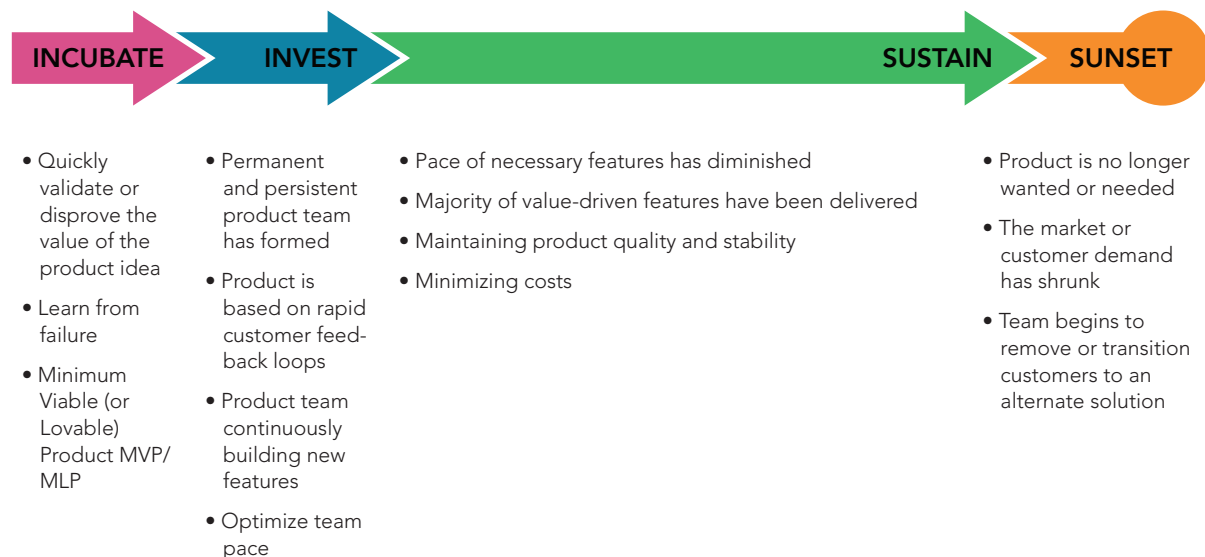 INCUBATE
INVEST
SUSTAIN
SUNSET
• Quickly
validate or
disprove the
value of the
product idea
• Learn from
failure
• Minimum
Viable (or
Lovable)
Product MVP/
MLP
• Permanent
and persistent
product team
has formed
• Product is
based on rapid
customer feed-
back loops
• Product team
continuously
building new
features
• Optimize team
pace
• Pace of necessary features has diminished
• Majority of value-driven features have been delivered
• Maintaining product quality and stability
• Minimizing costs
• Product is no longer
wanted or needed
• The market or
customer demand
has shrunk
• Team begins to
remove or transition
customers to an
alternate solution